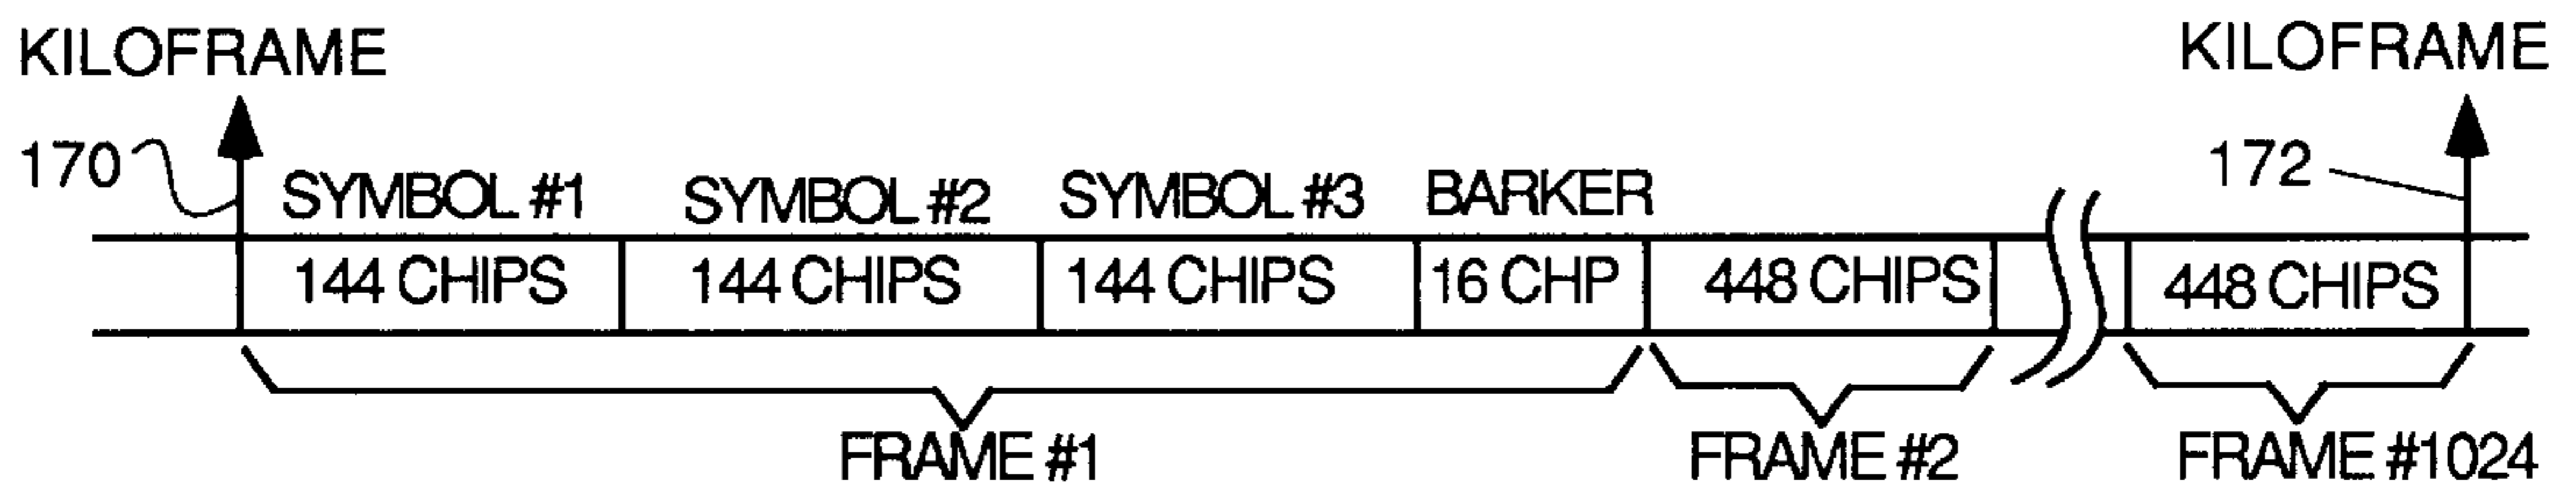 KILOFRAME KILOFRAME
170 172
SYMBOL #1 SYMBOL #2 SYMBOL #3 BARKER
144 CHIPS 144 CHIPS 144 CHIPS 16 CHP 448 CHIPS 448 CHIPS
FRAME #1 FRAME #2 FRAME #1024